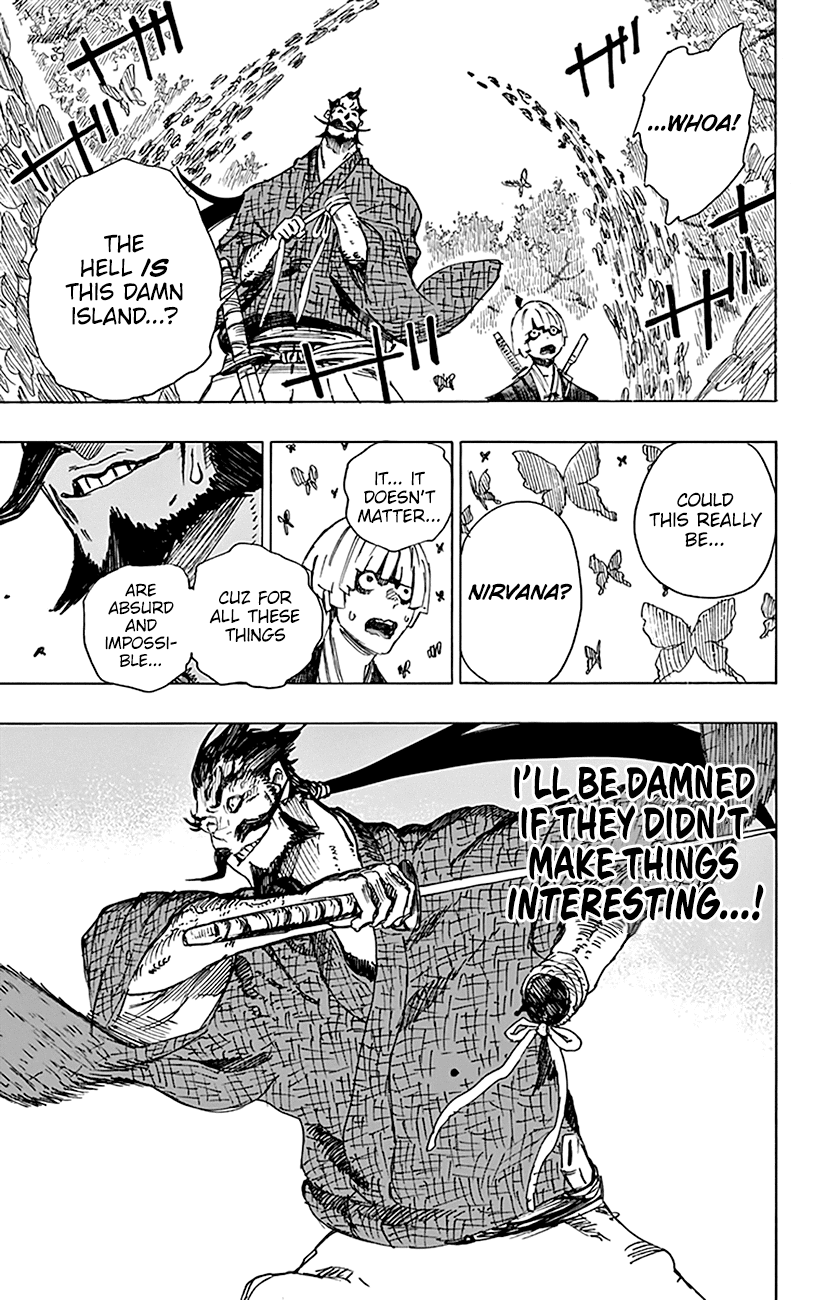 ...WHOA!
THE
HELL IS
THIS DAMN
ISLAND...?
COULD
THIS REALLY
BE...
NIRVANA?
IT... IT
DOESN'T
MATTER...
CUZ FOR
ALL THESE
THINGS
ARE
ABSURD
AND
IMPOSSI-
BLE...
I'LL BE DAMNED
IF THEY DIDN'T
MAKE THINGS
INTERESTING...!